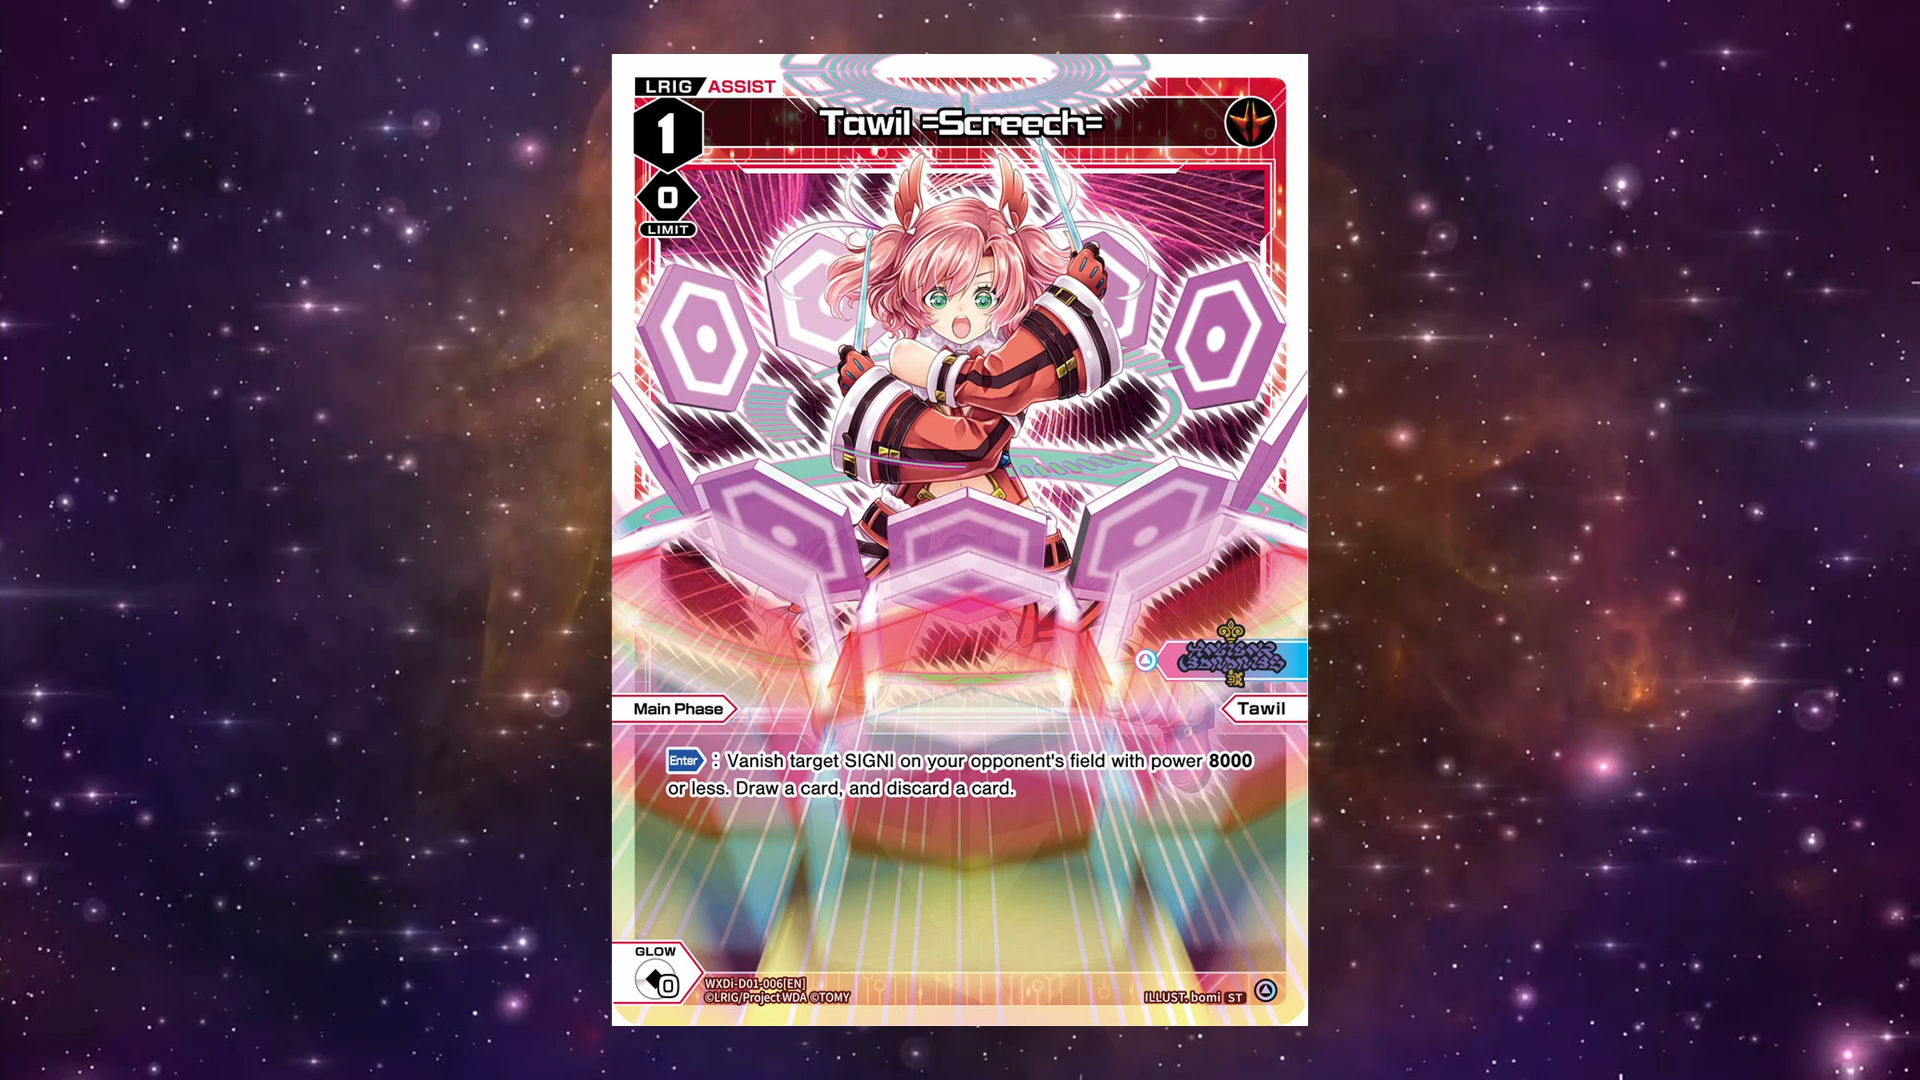 LRIG ASSIST
1
Tawil =Screech=
0
LIMIT
Main Phase
Tawil
Enter : Vanish target SIGNI on your opponent's field with power 8000
or less. Draw a card, and discard a card.
GLOW
0
WXDi-D01-006[EN]
©LRIG/Project WDA ©TOMY
ILLUST. bomi ST